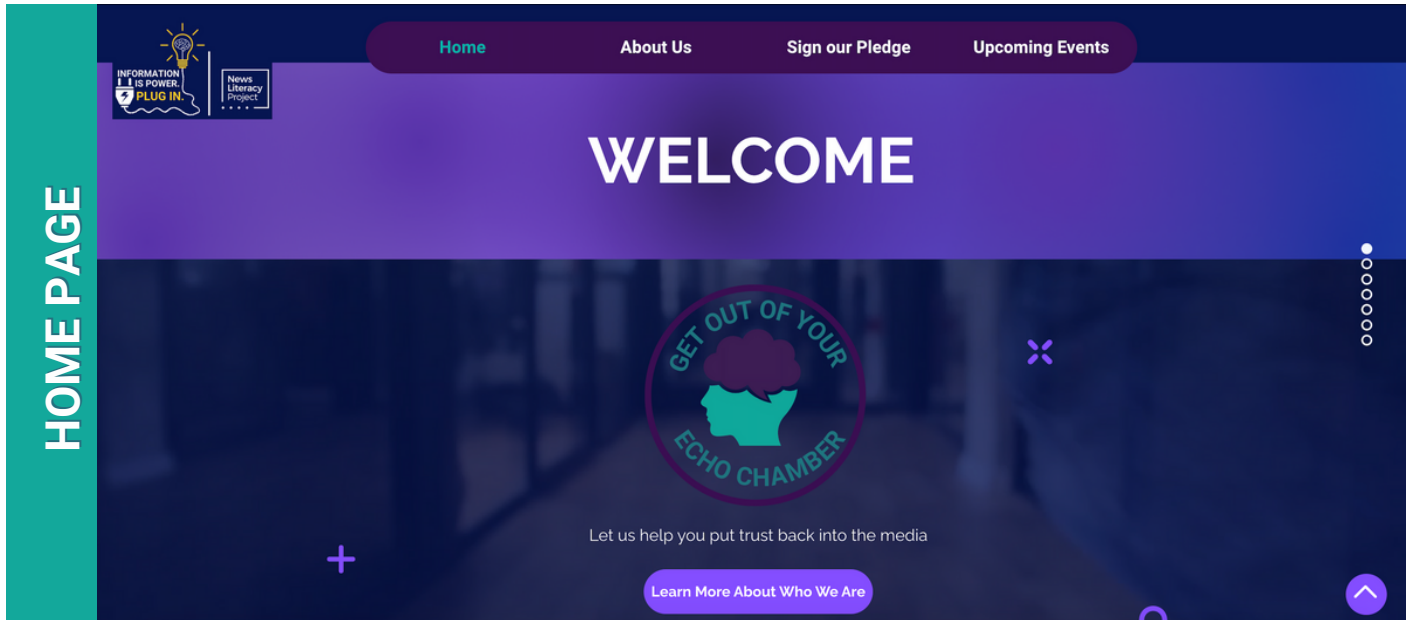 HOME PAGE
INFORMATION
IS POWER.
PLUG IN.
News
Literacy
Project
Home
About Us
Sign our Pledge
Upcoming Events
WELCOME
GET OUT OF YOUR
ECHO CHAMBER
Let us help you put trust back into the media
Learn More About Who We Are